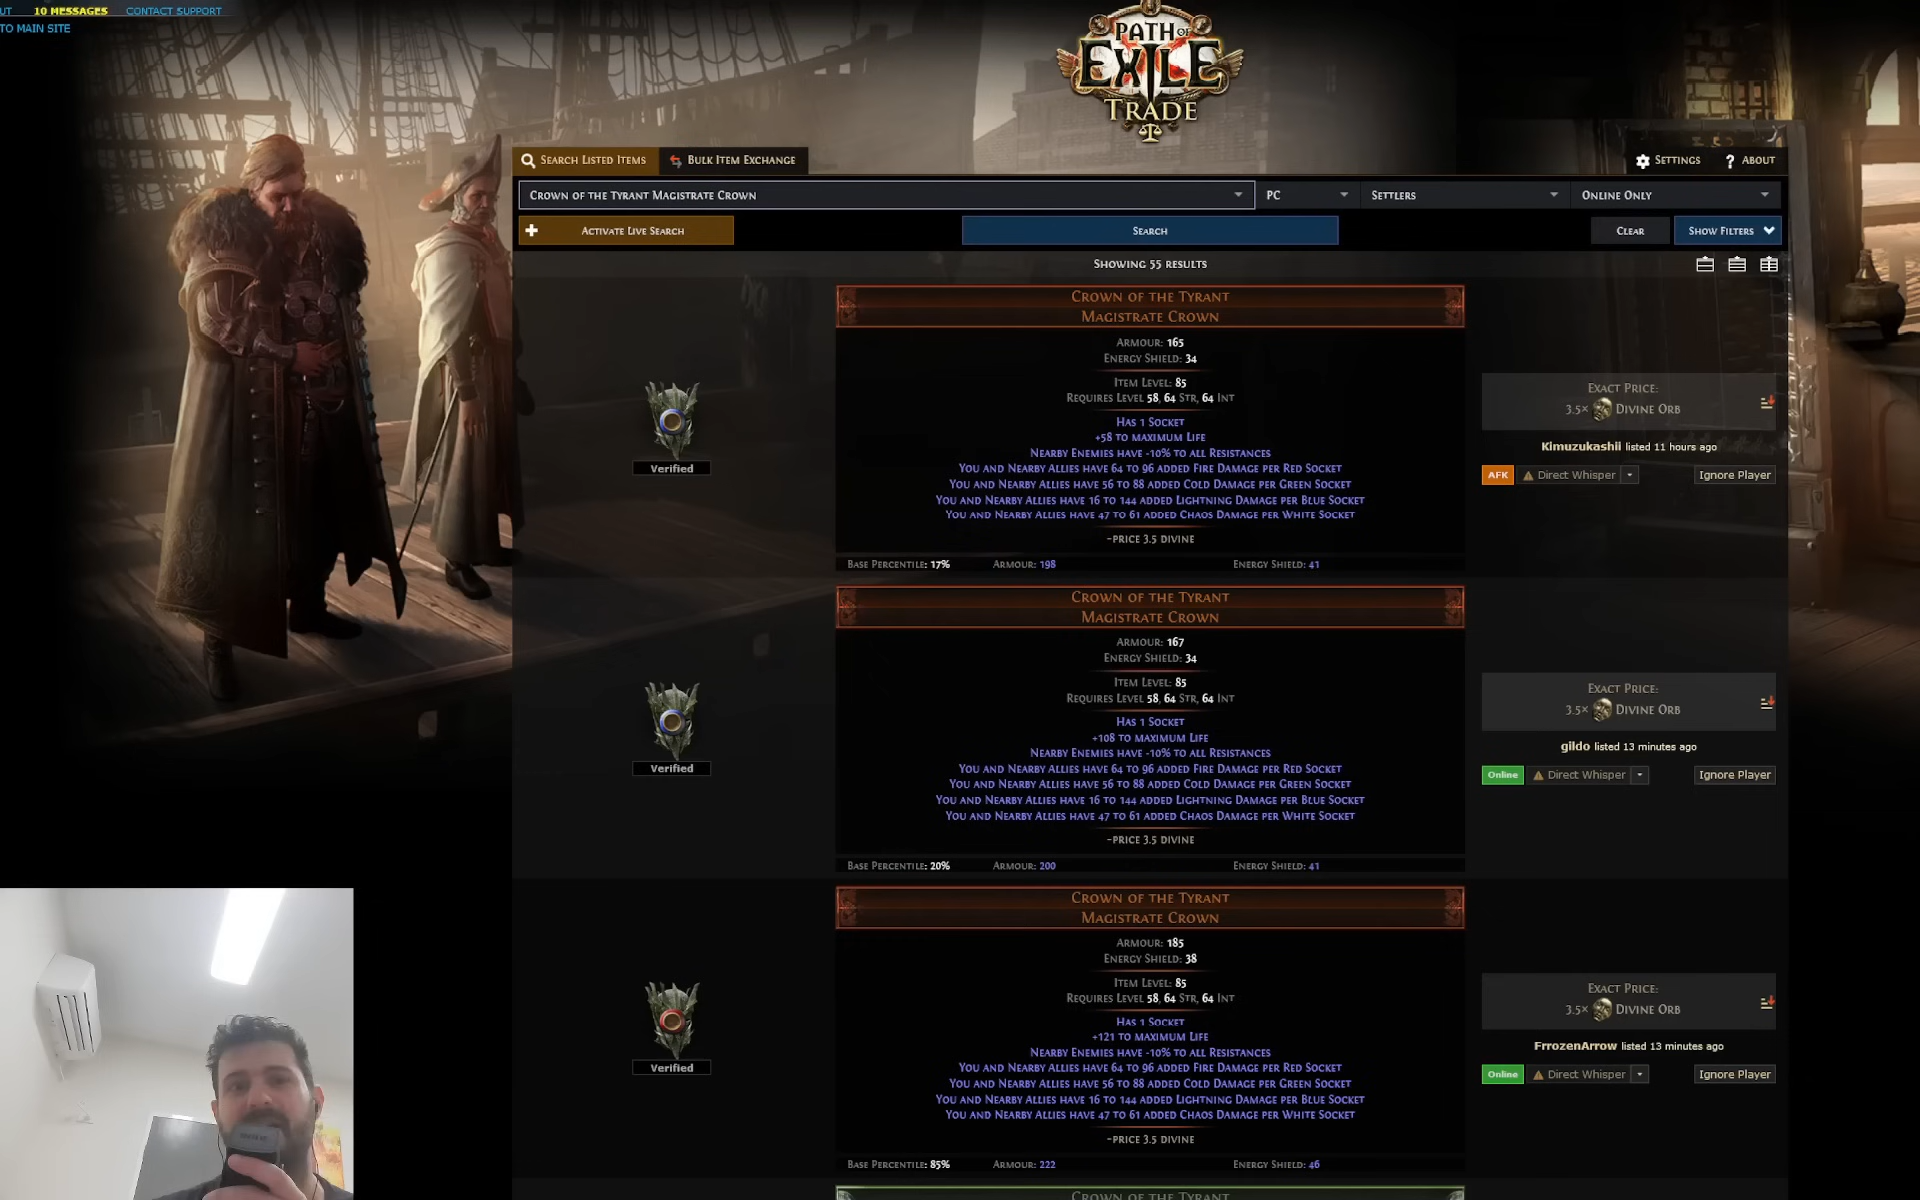 UT 10 MESSAGES CONTACT SUPPORT
TO MAIN SITE
PATH OF
EXILE
TRADE
SEARCH LISTED ITEMS BULK ITEM EXCHANGE
SETTINGS ? ABOUT
CROWN OF THE TYRANT MAGISTRATE CROWN PC SETTLERS ONLINE ONLY
ACTIVATE LIVE SEARCH SEARCH CLEAR SHOW FILTERS
SHOWING 55 RESULTS
CROWN OF THE TYRANT
MAGISTRATE CROWN
ARMOUR: 165
ENERGY SHIELD: 34
ITEM LEVEL: 85
REQUIRES LEVEL 58, 64 STR, 64 INT
HAS 1 SOCKET
+58 TO MAXIMUM LIFE
NEARBY ENEMIES HAVE -10% TO ALL RESISTANCES
YOU AND NEARBY ALLIES HAVE 64 TO 96 ADDED FIRE DAMAGE PER RED SOCKET
YOU AND NEARBY ALLIES HAVE 56 TO 88 ADDED COLD DAMAGE PER GREEN SOCKET
YOU AND NEARBY ALLIES HAVE 16 TO 144 ADDED LIGHTNING DAMAGE PER BLUE SOCKET
YOU AND NEARBY ALLIES HAVE 47 TO 61 ADDED CHAOS DAMAGE PER WHITE SOCKET
~PRICE 3.5 DIVINE
BASE PERCENTILE: 17% ARMOUR: 198 ENERGY SHIELD: 41
Verified
EXACT PRICE:
3.5× DIVINE ORB
Kimuzukashii listed 11 hours ago
AFK Direct Whisper Ignore Player
CROWN OF THE TYRANT
MAGISTRATE CROWN
ARMOUR: 167
ENERGY SHIELD: 34
ITEM LEVEL: 85
REQUIRES LEVEL 58, 64 STR, 64 INT
HAS 1 SOCKET
+108 TO MAXIMUM LIFE
NEARBY ENEMIES HAVE -10% TO ALL RESISTANCES
YOU AND NEARBY ALLIES HAVE 64 TO 96 ADDED FIRE DAMAGE PER RED SOCKET
YOU AND NEARBY ALLIES HAVE 56 TO 88 ADDED COLD DAMAGE PER GREEN SOCKET
YOU AND NEARBY ALLIES HAVE 16 TO 144 ADDED LIGHTNING DAMAGE PER BLUE SOCKET
YOU AND NEARBY ALLIES HAVE 47 TO 61 ADDED CHAOS DAMAGE PER WHITE SOCKET
~PRICE 3.5 DIVINE
BASE PERCENTILE: 20% ARMOUR: 200 ENERGY SHIELD: 41
Verified
EXACT PRICE:
3.5× DIVINE ORB
gildo listed 13 minutes ago
Online Direct Whisper Ignore Player
CROWN OF THE TYRANT
MAGISTRATE CROWN
ARMOUR: 185
ENERGY SHIELD: 38
ITEM LEVEL: 85
REQUIRES LEVEL 58, 64 STR, 64 INT
HAS 1 SOCKET
+121 TO MAXIMUM LIFE
NEARBY ENEMIES HAVE -10% TO ALL RESISTANCES
YOU AND NEARBY ALLIES HAVE 64 TO 96 ADDED FIRE DAMAGE PER RED SOCKET
YOU AND NEARBY ALLIES HAVE 56 TO 88 ADDED COLD DAMAGE PER GREEN SOCKET
YOU AND NEARBY ALLIES HAVE 16 TO 144 ADDED LIGHTNING DAMAGE PER BLUE SOCKET
YOU AND NEARBY ALLIES HAVE 47 TO 61 ADDED CHAOS DAMAGE PER WHITE SOCKET
~PRICE 3.5 DIVINE
BASE PERCENTILE: 85% ARMOUR: 222 ENERGY SHIELD: 46
Verified
EXACT PRICE:
3.5× DIVINE ORB
FrrozenArrow listed 13 minutes ago
Online Direct Whisper Ignore Player
CROWN OF THE TYRANT